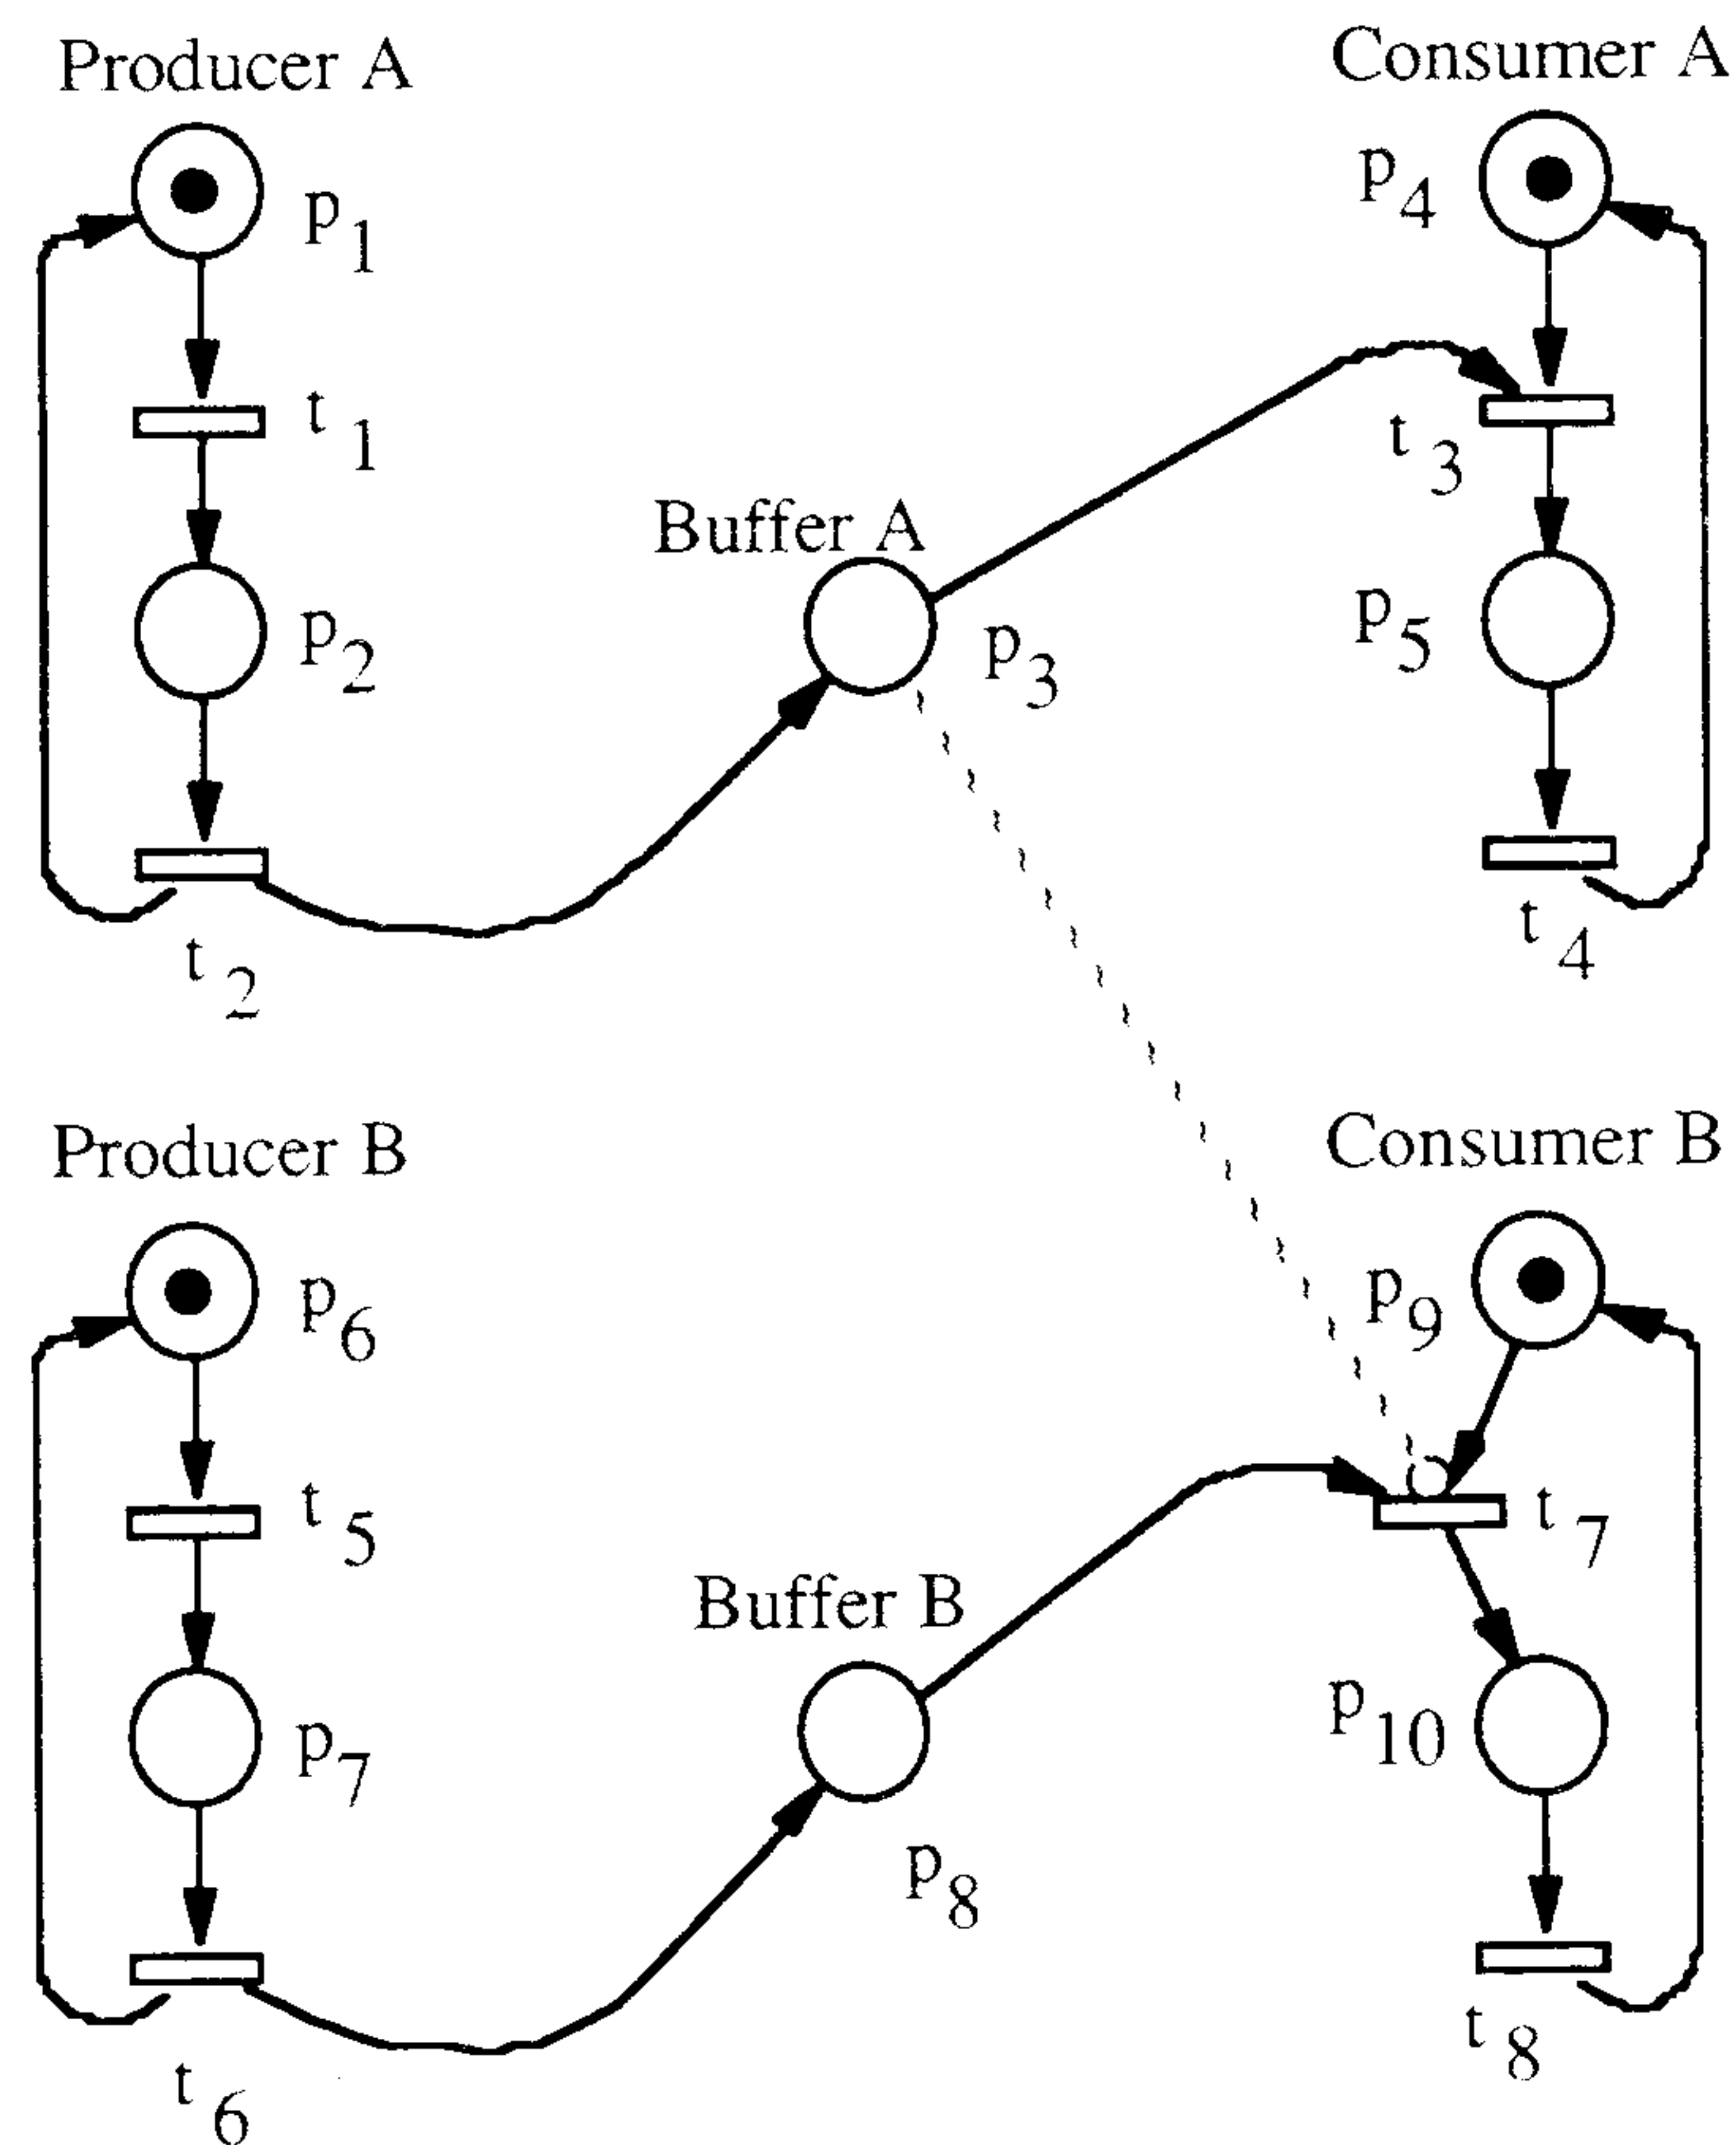 Producer A
Consumer A
p1
p4
t1
t3
Buffer A
p2
p3
p5
t2
t4
Producer B
Consumer B
p6
p9
t5
t7
Buffer B
p7
p10
p8
t6
t8